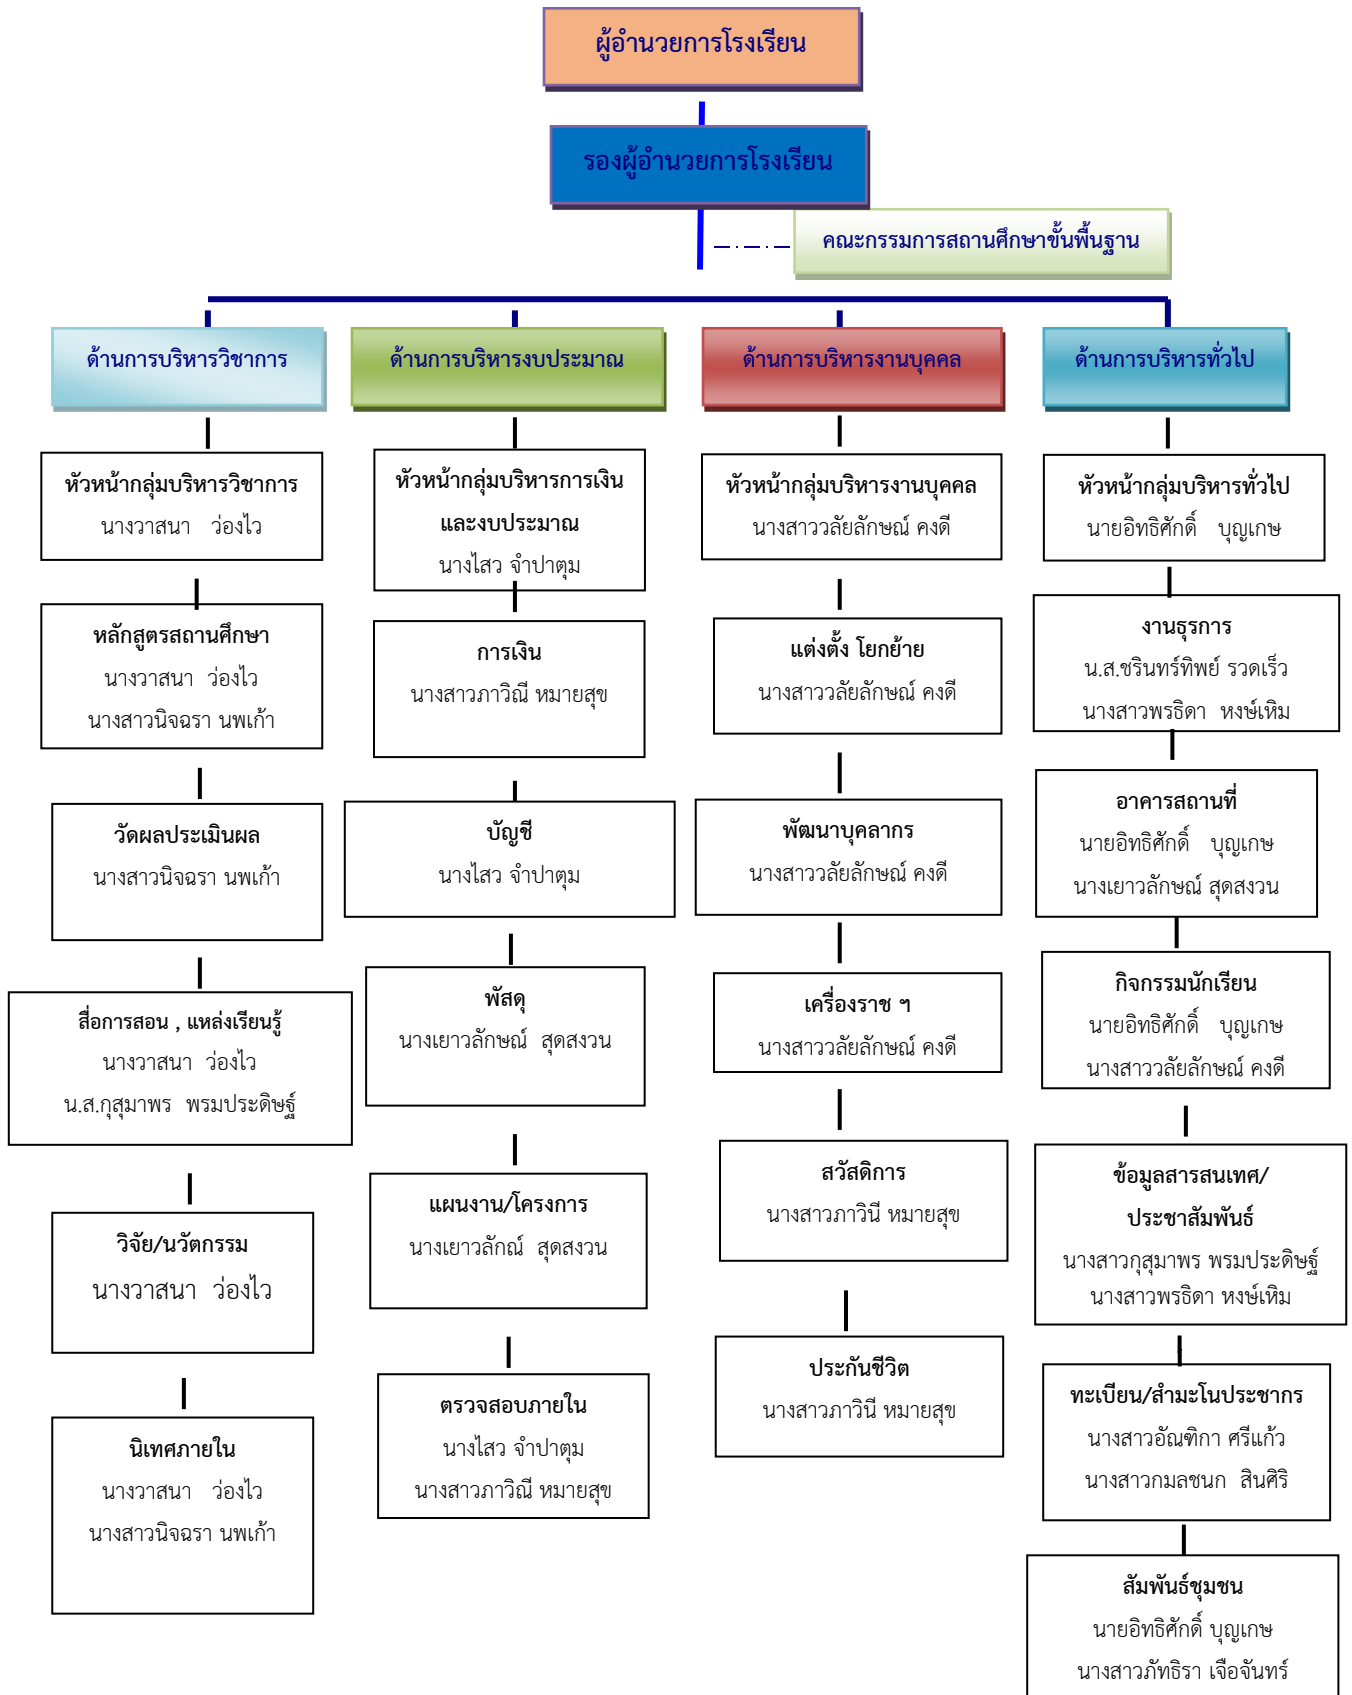 ผู้อำนวยการโรงเรียน
รองผู้อำนวยการโรงเรียน
คณะกรรมการสถานศึกษาขั้นพื้นฐาน
ด้านการบริหารวิชาการ
หัวหน้ากลุ่มบริหารวิชาการ
นางวาสนา ว่องไว
หลักสูตรสถานศึกษา
นางวาสนา ว่องไว
นางสาวนิจฉรา นพเก้า
วัดผลประเมินผล
นางสาวนิจฉรา นพเก้า
สื่อการสอน , แหล่งเรียนรู้
นางวาสนา ว่องไว
น.ส.กุสุมาพร พรมประดิษฐ์
วิจัย/นวัตกรรม
นางวาสนา ว่องไว
นิเทศภายใน
นางวาสนา ว่องไว
นางสาวนิจฉรา นพเก้า
ด้านการบริหารงบประมาณ
หัวหน้ากลุ่มบริหารการเงิน
และงบประมาณ
นางไสว จำปาตุม
การเงิน
นางสาวภาวิณี หมายสุข
บัญชี
นางไสว จำปาตุม
พัสดุ
นางเยาวลักษณ์ สุดสงวน
แผนงาน/โครงการ
นางเยาวลักณ์ สุดสงวน
ตรวจสอบภายใน
นางไสว จำปาตุม
นางสาวภาวิณี หมายสุข
ด้านการบริหารงานบุคคล
หัวหน้ากลุ่มบริหารงานบุคคล
นางสาววลัยลักษณ์ คงดี
แต่งตั้ง โยกย้าย
นางสาววลัยลักษณ์ คงดี
พัฒนาบุคลากร
นางสาววลัยลักษณ์ คงดี
เครื่องราช ฯ
นางสาววลัยลักษณ์ คงดี
สวัสดิการ
นางสาวภาวินี หมายสุข
ประกันชีวิต
นางสาวภาวินี หมายสุข
ด้านการบริหารทั่วไป
หัวหน้ากลุ่มบริหารทั่วไป
นายอิทธิศักดิ์ บุญเกษ
งานธุรการ
น.ส.ชรินทร์ทิพย์ รวดเร็ว
นางสาวพรธิดา หงษ์เหิม
อาคารสถานที่
นายอิทธิศักดิ์ บุญเกษ
นางเยาวลักษณ์ สุดสงวน
กิจกรรมนักเรียน
นายอิทธิศักดิ์ บุญเกษ
นางสาววลัยลักษณ์ คงดี
ข้อมูลสารสนเทศ/
ประชาสัมพันธ์
นางสาวกุสุมาพร พรมประดิษฐ์
นางสาวพรธิดา หงษ์เหิม
ทะเบียน/สำมะโนประชากร
นางสาวอัณฑิกา ศรีแก้ว
นางสาวกมลชนก สินศิริ
สัมพันธ์ชุมชน
นายอิทธิศักดิ์ บุญเกษ
นางสาวภัทธิรา เจือจันทร์